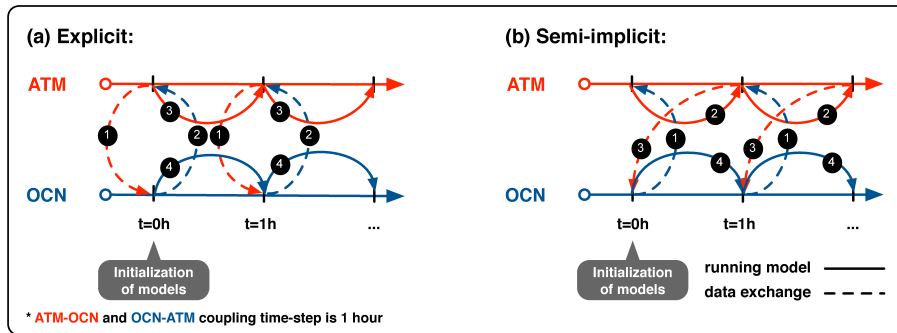 (a) Explicit:
ATM
3 3
1 2 1 2
4 4
OCN
t=0h t=1h ...
Initialization
of models
* ATM-OCN and OCN-ATM coupling time-step is 1 hour
(b) Semi-implicit:
ATM
2 2
3 1 3 1
4 4
OCN
t=0h t=1h ...
Initialization
of models
running model
data exchange